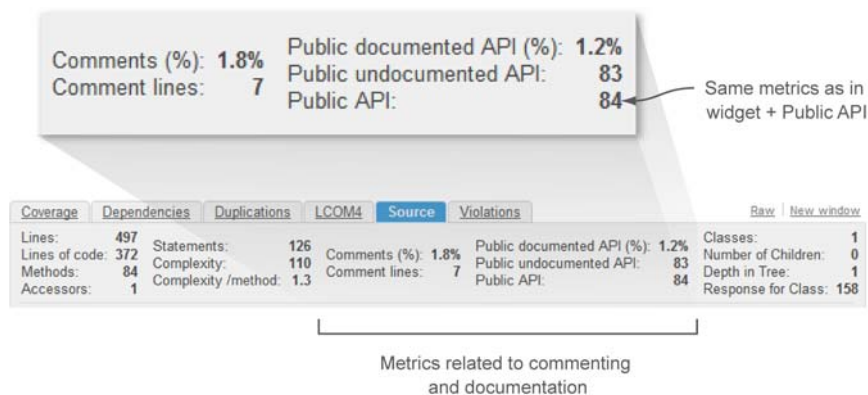 Comments (%): 1.8%
Comment lines: 7
Public documented API (%): 1.2%
Public undocumented API: 83
Public API: 84
Same metrics as in
widget + Public API
Coverage Dependencies Duplications LCOM4 Source Violations Raw New window
Lines: 497
Lines of code: 372
Methods: 84
Accessors: 1
Statements: 126
Complexity: 110
Complexity /method: 1.3
Comments (%): 1.8%
Comment lines: 7
Public documented API (%): 1.2%
Public undocumented API: 83
Public API: 84
Classes: 1
Number of Children: 0
Depth in Tree: 1
Response for Class: 158
Metrics related to commenting
and documentation